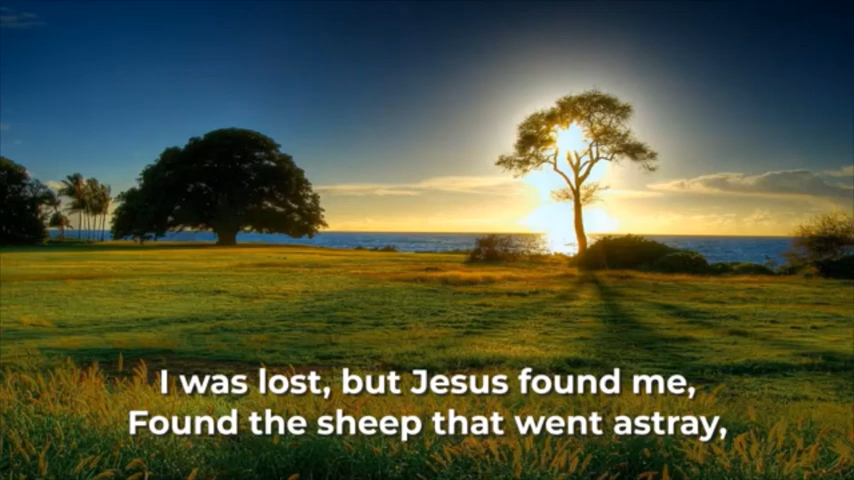 I was lost, but Jesus found me,
Found the sheep that went astray,